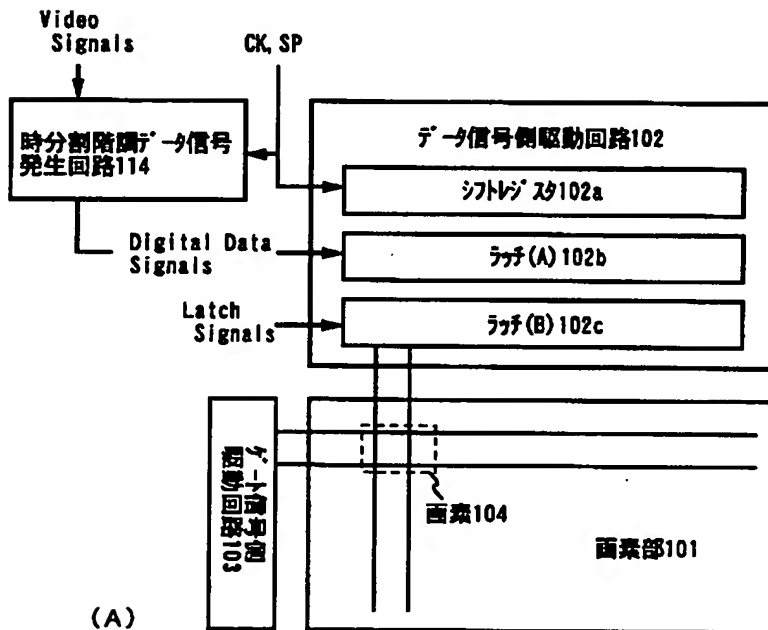 Video
Signals
CK, SP
時分割階調ﾃﾞｰﾀ信号
発生回路114
ﾃﾞｰﾀ信号側駆動回路102
ｼﾌﾄﾚｼﾞｽﾀ102a
Digital Data
Signals
ﾗｯﾁ(A)102b
Latch
Signals
ﾗｯﾁ(B)102c
ｹﾞｰﾄ信号側
駆動回路103
画素104
画素部101
(A)